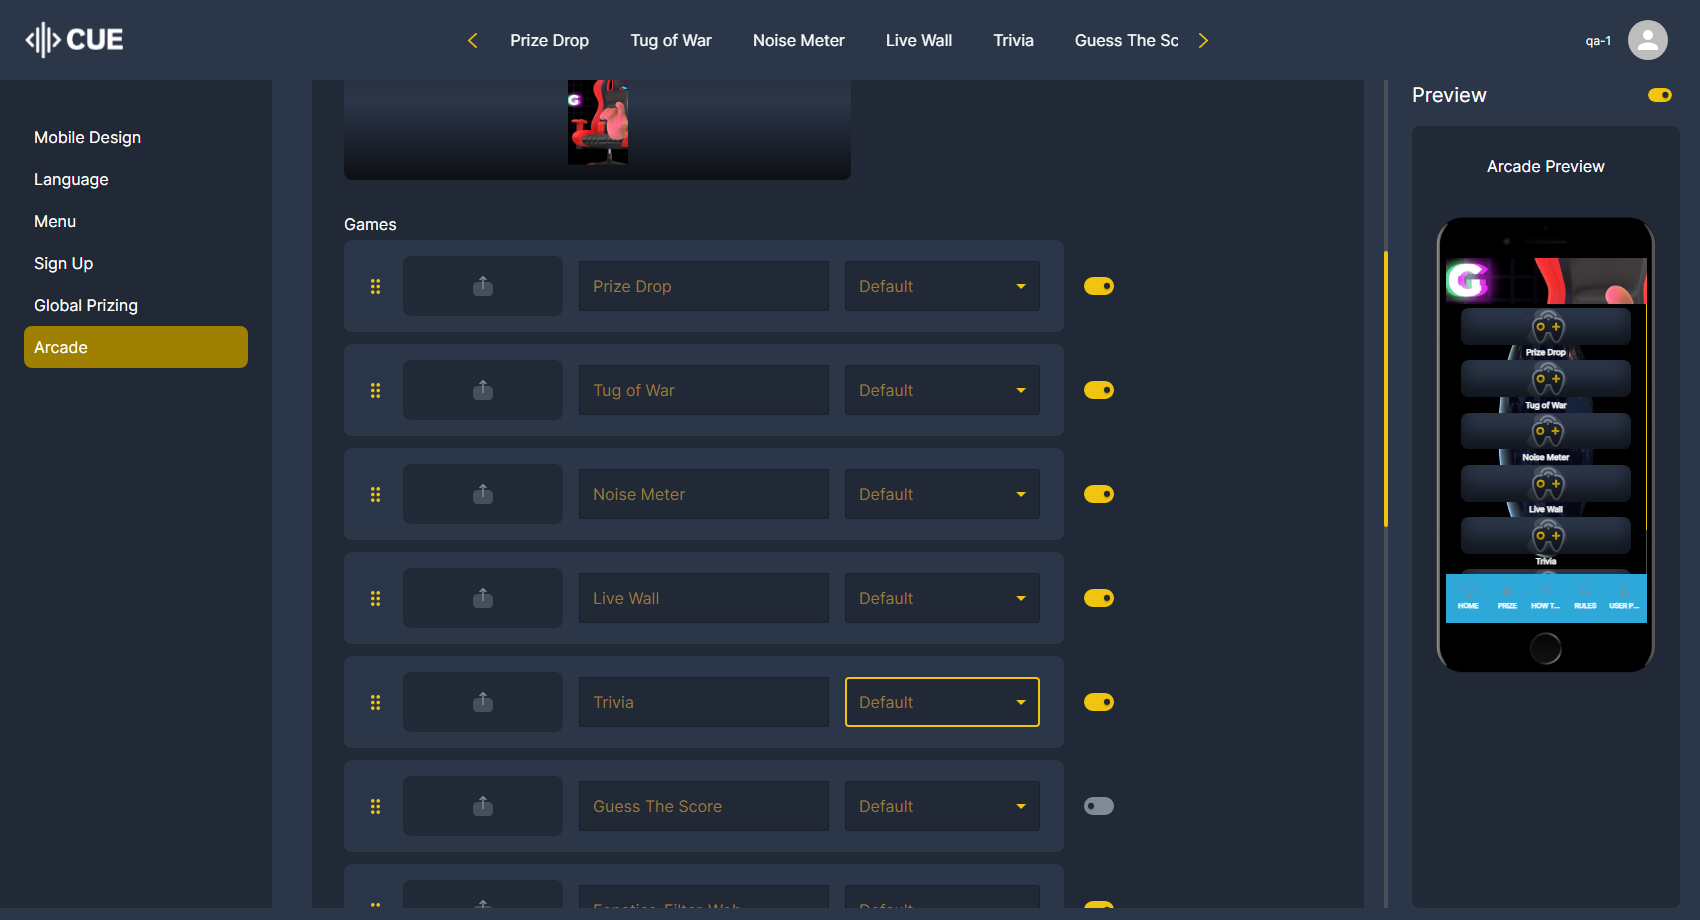 CUE
Prize Drop
Tug of War
Noise Meter
Live Wall
Trivia
Guess The Sc
qa-1
Mobile Design
Language
Menu
Sign Up
Global Prizing
Arcade
G
Games
Prize Drop
Default
Tug of War
Default
Noise Meter
Default
Live Wall
Default
Trivia
Default
Guess The Score
Default
Default
Preview
Arcade Preview
G
Prize Drop
Tug of War
Noise Meter
Live Wall
Trivia
HOME
PRIZE
HOW T...
RULES
USER P...